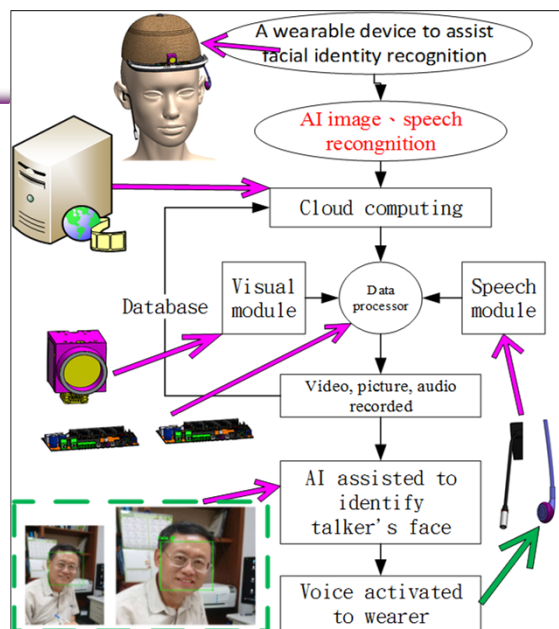 A wearable device to assist
facial identity recognition
AI image、speech
recongnition
Cloud computing
Database
Visual
module
Data
processor
Speech
module
Video, picture, audio
recorded
AI assisted to
identify
talker's face
Voice activated
to wearer